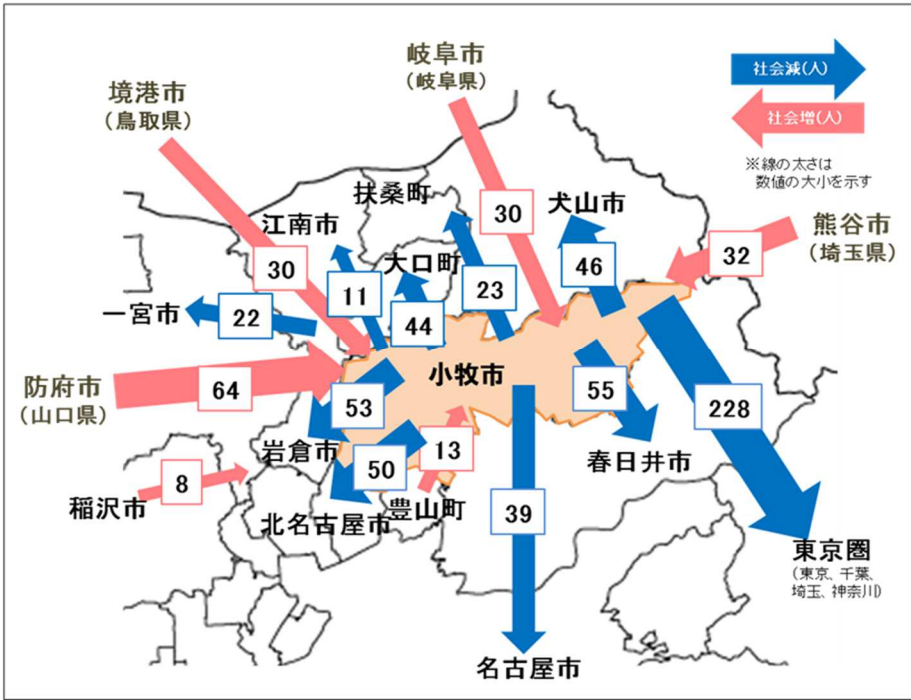 岐阜市
(岐阜県)
社会減(人)
境港市
(鳥取県)
社会増(人)
※線の太さは
数値の大小を示す
扶桑町
犬山市
江南市
30
熊谷市
(埼玉県)
32
大口町
30
46
23
11
一宮市
22
44
小牧市
防府市
(山口県)
64
55
53
228
岩倉市
13
春日井市
50
8
稲沢市
北名古屋市
豊山町
39
東京圏
(東京、千葉、
埼玉、神奈川)
名古屋市